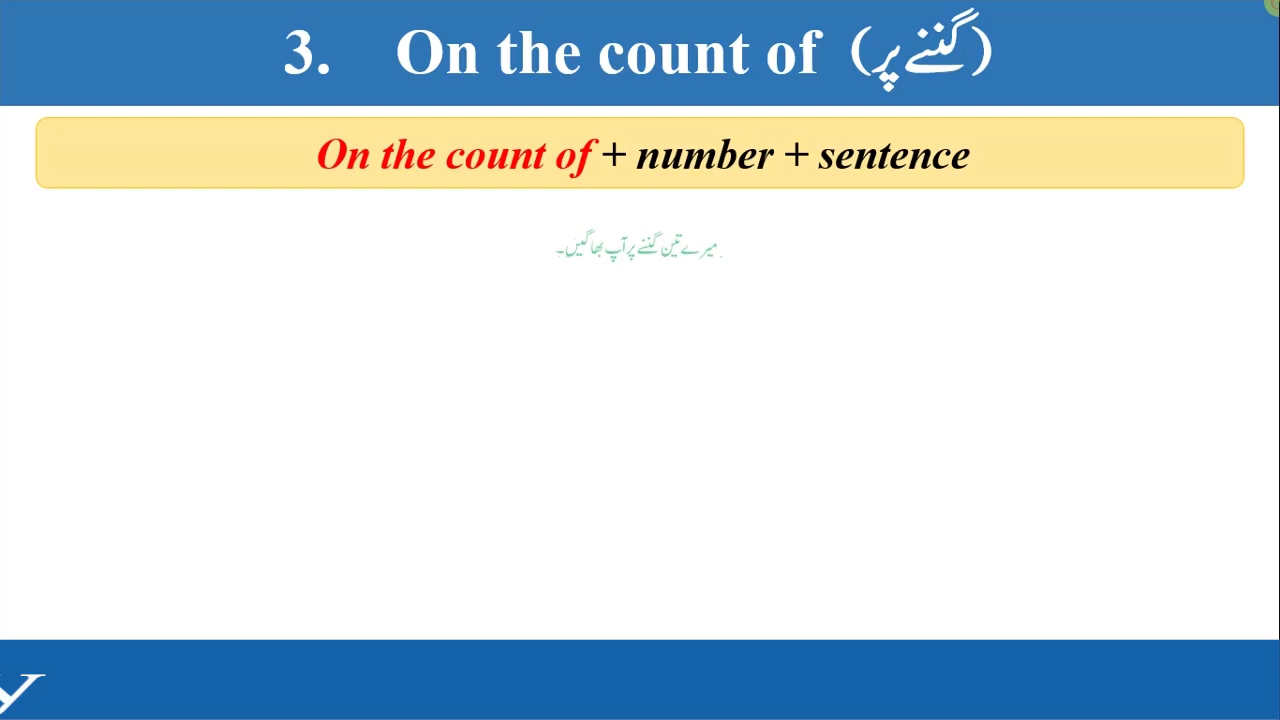 3. On the count of (گننے پر)
On the count of + number + sentence
میرے تین گننے پر آپ بھاگیں۔